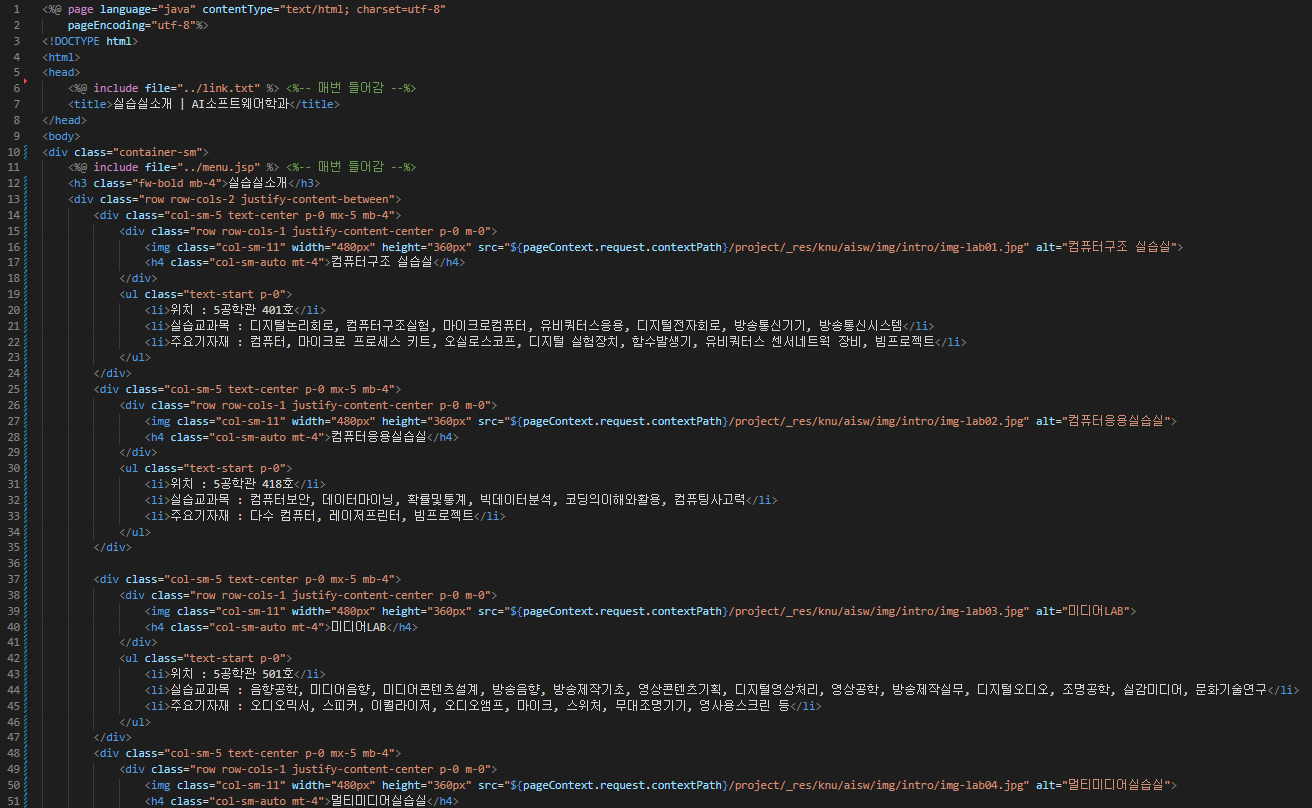 1 <%@ page language="java" contentType="text/html; charset=utf-8"
2 pageEncoding="utf-8"%>
3 <!DOCTYPE html>
4 <html>
5 <head>
6 <%@ include file="../link.txt" %> <%-- 매번 들어감 --%>
7 <title>실습실소개 | AI소프트웨어학과</title>
8 </head>
9 <body>
10 <div class="container-sm">
11 <%@ include file="../menu.jsp" %> <%-- 매번 들어감 --%>
12 <h3 class="fw-bold mb-4">실습실소개</h3>
13 <div class="row row-cols-2 justify-content-between">
14 <div class="col-sm-5 text-center p-0 mx-5 mb-4">
15 <div class="row row-cols-1 justify-content-center p-0 m-0">
16 <img class="col-sm-11" width="480px" height="360px" src="${pageContext.request.contextPath}/project/_res/knu/aisw/img/intro/img-lab01.jpg" alt="컴퓨터구조 실습실">
17 <h4 class="col-sm-auto mt-4">컴퓨터구조 실습실</h4>
18 </div>
19 <ul class="text-start p-0">
20 <li>위치 : 5공학관 401호</li>
21 <li>실습교과목 : 디지털논리회로, 컴퓨터구조실험, 마이크로컴퓨터, 유비쿼터스응용, 디지털전자회로, 방송통신기기, 방송통신시스템</li>
22 <li>주요기자재 : 컴퓨터, 마이크로 프로세스 키트, 오실로스코프, 디지털 실험장치, 함수발생기, 유비쿼터스 센서네트웍 장비, 빔프로젝트</li>
23 </ul>
24 </div>
25 <div class="col-sm-5 text-center p-0 mx-5 mb-4">
26 <div class="row row-cols-1 justify-content-center p-0 m-0">
27 <img class="col-sm-11" width="480px" height="360px" src="${pageContext.request.contextPath}/project/_res/knu/aisw/img/intro/img-lab02.jpg" alt="컴퓨터응용실습실">
28 <h4 class="col-sm-auto mt-4">컴퓨터응용실습실</h4>
29 </div>
30 <ul class="text-start p-0">
31 <li>위치 : 5공학관 418호</li>
32 <li>실습교과목 : 컴퓨터보안, 데이터마이닝, 확률및통계, 빅데이터분석, 코딩의이해와활용, 컴퓨팅사고력</li>
33 <li>주요기자재 : 다수 컴퓨터, 레이저프린터, 빔프로젝트</li>
34 </ul>
35 </div>
36
37 <div class="col-sm-5 text-center p-0 mx-5 mb-4">
38 <div class="row row-cols-1 justify-content-center p-0 m-0">
39 <img class="col-sm-11" width="480px" height="360px" src="${pageContext.request.contextPath}/project/_res/knu/aisw/img/intro/img-lab03.jpg" alt="미디어LAB">
40 <h4 class="col-sm-auto mt-4">미디어LAB</h4>
41 </div>
42 <ul class="text-start p-0">
43 <li>위치 : 5공학관 501호</li>
44 <li>실습교과목 : 음향공학, 미디어음향, 미디어콘텐츠설계, 방송음향, 방송제작기초, 영상콘텐츠기획, 디지털영상처리, 영상공학, 방송제작실무, 디지털오디오, 조명공학, 실감미디어, 문화기술연구</li>
45 <li>주요기자재 : 오디오믹서, 스피커, 이퀄라이저, 오디오앰프, 마이크, 스위처, 무대조명기기, 영사용스크린 등</li>
46 </ul>
47 </div>
48 <div class="col-sm-5 text-center p-0 mx-5 mb-4">
49 <div class="row row-cols-1 justify-content-center p-0 m-0">
50 <img class="col-sm-11" width="480px" height="360px" src="${pageContext.request.contextPath}/project/_res/knu/aisw/img/intro/img-lab04.jpg" alt="멀티미디어실습실">
51 <h4 class="col-sm-auto mt-4">멀티미디어실습실</h4>